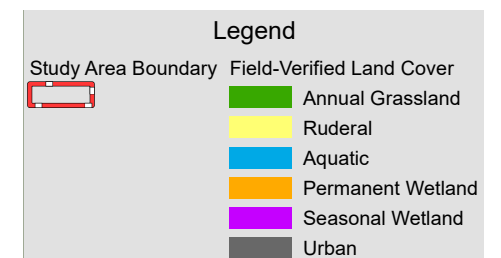 Legend
Study Area Boundary Field-Verified Land Cover
Annual Grassland
Ruderal
Aquatic
Permanent Wetland
Seasonal Wetland
Urban